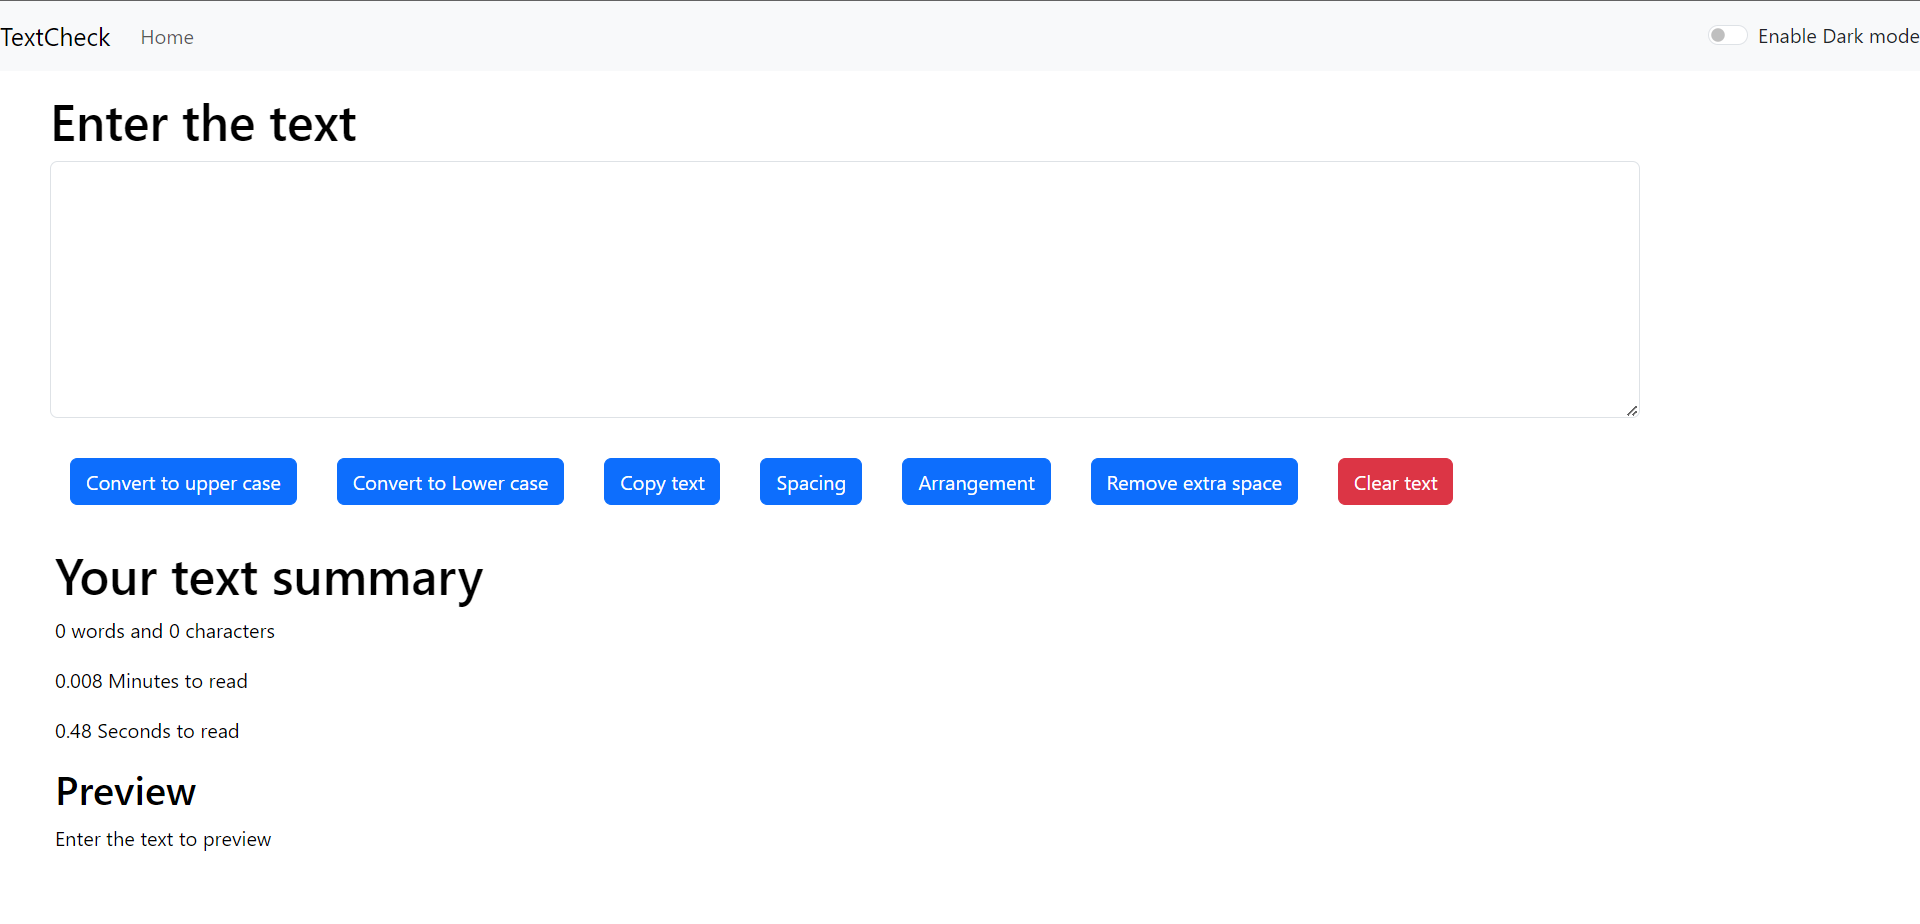 TextCheck Home Enable Dark mode
Enter the text
Convert to upper case Convert to Lower case Copy text Spacing Arrangement Remove extra space Clear text
Your text summary
0 words and 0 characters
0.008 Minutes to read
0.48 Seconds to read
Preview
Enter the text to preview